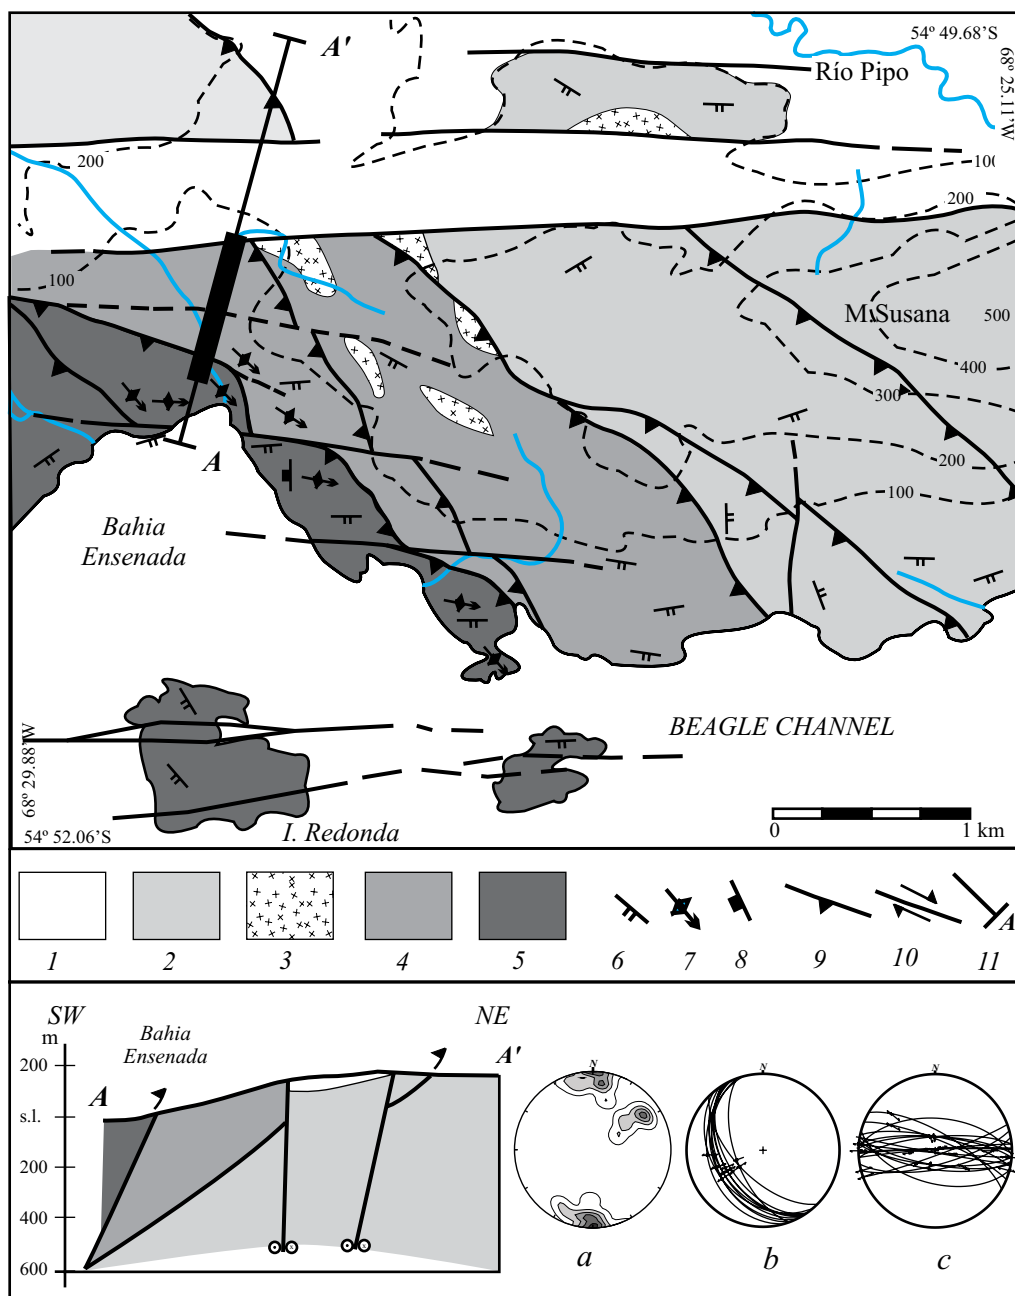 A'
54º 49.68'S
68º 25.11'W
Río Pipo
200
100
200
100
M.Susana
500
400
300
200
100
A
Bahia
Ensenada
BEAGLE CHANNEL
68º 29.88'W
54º 52.06'S
I. Redonda
0 1 km
A
1 2 3 4 5 6 7 8 9 10 11
SW NE
m
Bahia
Ensenada
A A'
200
s.l.
200
400
600
N N N
a b c